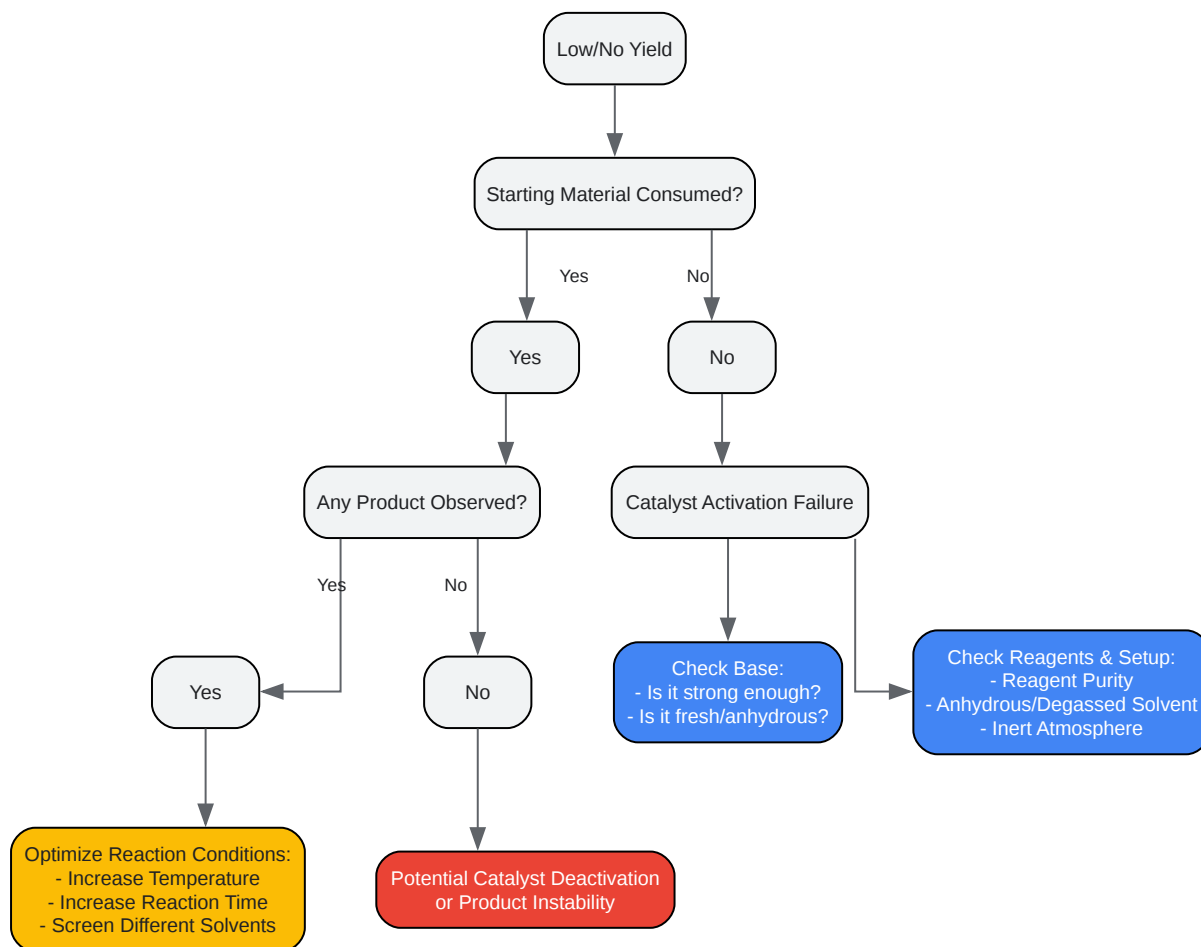 Low/No Yield
Starting Material Consumed?
Yes
No
Yes
No
Any Product Observed?
Catalyst Activation Failure
Yes
No
Yes
No
Check Base:
- Is it strong enough?
- Is it fresh/anhydrous?
Check Reagents & Setup:
- Reagent Purity
- Anhydrous/Degassed Solvent
- Inert Atmosphere
Optimize Reaction Conditions:
- Increase Temperature
- Increase Reaction Time
- Screen Different Solvents
Potential Catalyst Deactivation
or Product Instability